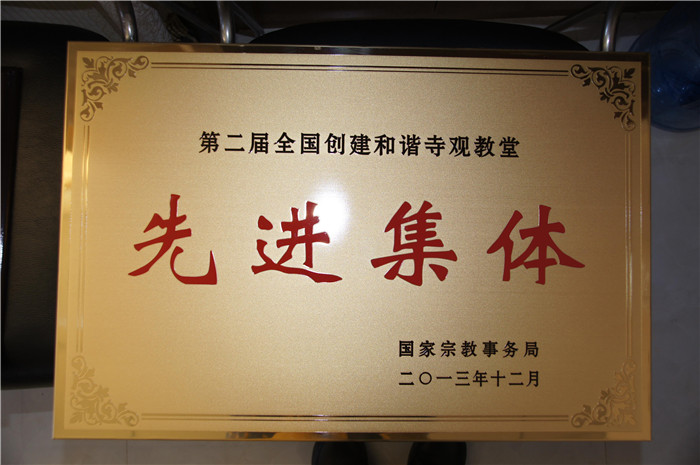 第二届全国创建和谐寺观教堂
先进集体
国家宗教事务局
二〇一三年十二月